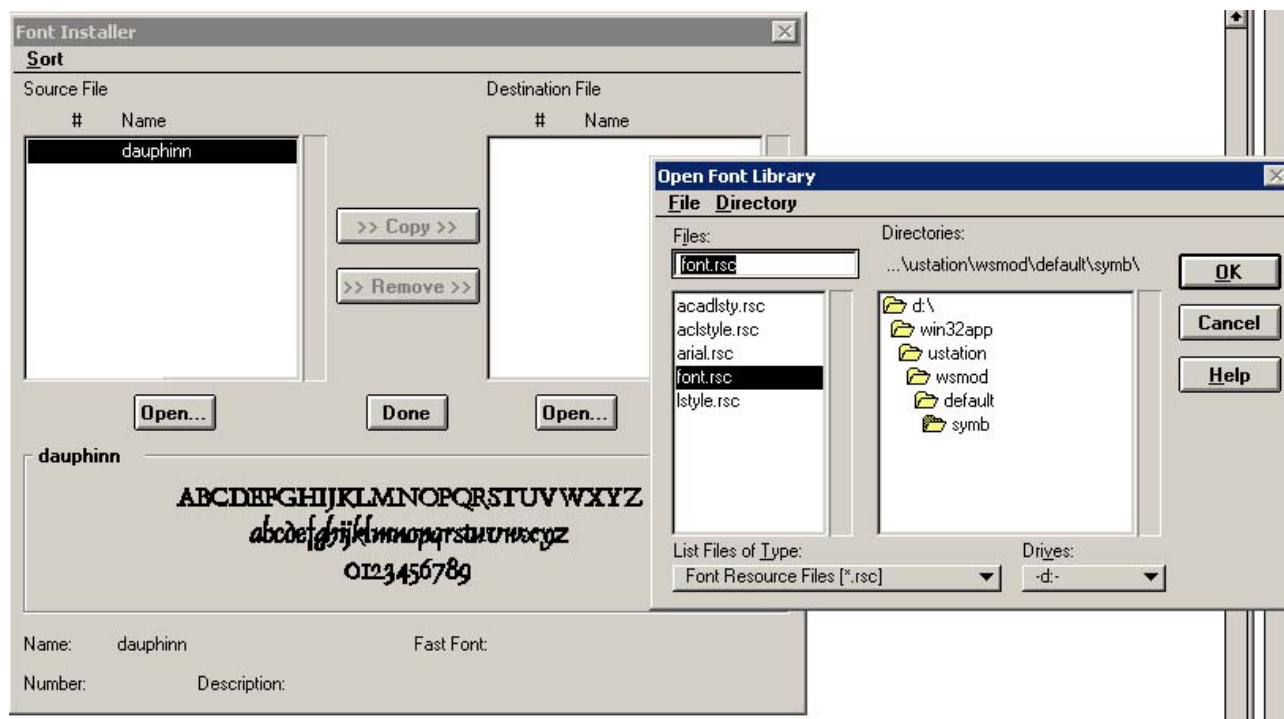 Font Installer
Sort
Source File
Destination File
# Name
# Name
dauphinn
>> Copy >>
>> Remove >>
Open...
Done
Open...
dauphinn
ABCDEFGHIJKLMNOPQRSTUVWXYZ
abcdefghijklmnopqrstuvwxyz
0123456789
Name: dauphinn
Fast Font:
Number:
Description:
Open Font Library
File Directory
Files:
font.rsc
acadlsty.rsc
aclstyle.rsc
arial.rsc
font.rsc
lstyle.rsc
Directories:
...\ustation\wsmod\default\symb\
d:\
win32app
ustation
wsmod
default
symb
OK
Cancel
Help
List Files of Type:
Font Resource Files [*.rsc]
Drives:
-d:-